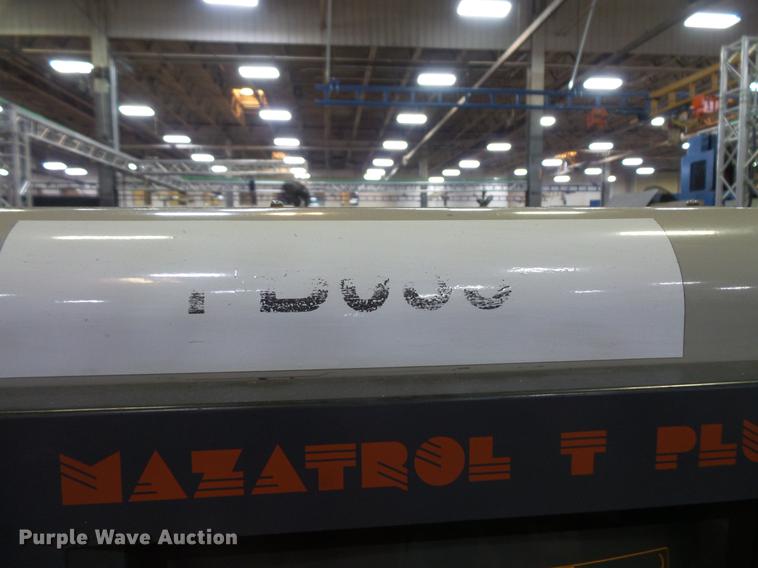 MAZATROL T PLU
Purple Wave Auction